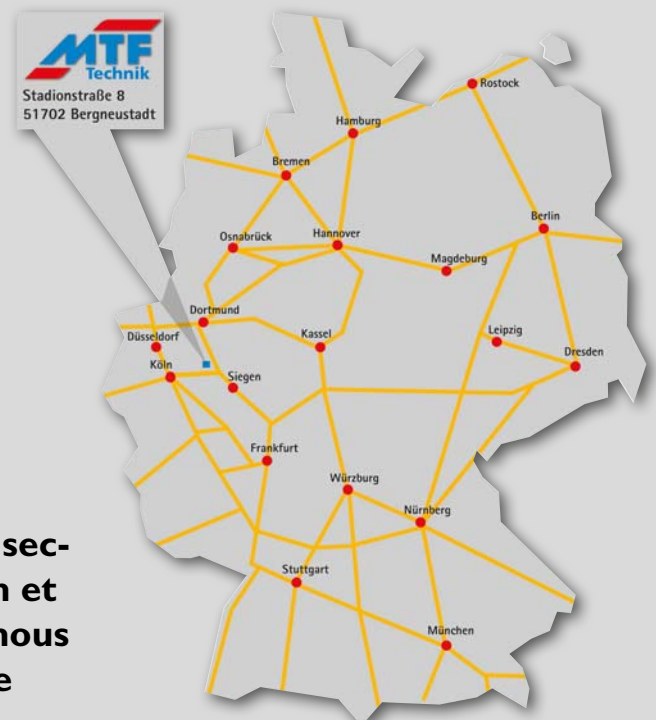 MTF
Technik
Stadionstraße 8
51702 Bergneustadt
Rostock
Hamburg
Bremen
Berlin
Osnabrück
Hannover
Magdeburg
Dortmund
Düsseldorf
Kassel
Leipzig
Dresden
Köln
Siegen
Frankfurt
Würzburg
Nürnberg
Stuttgart
München
sec-
n et
nous
e